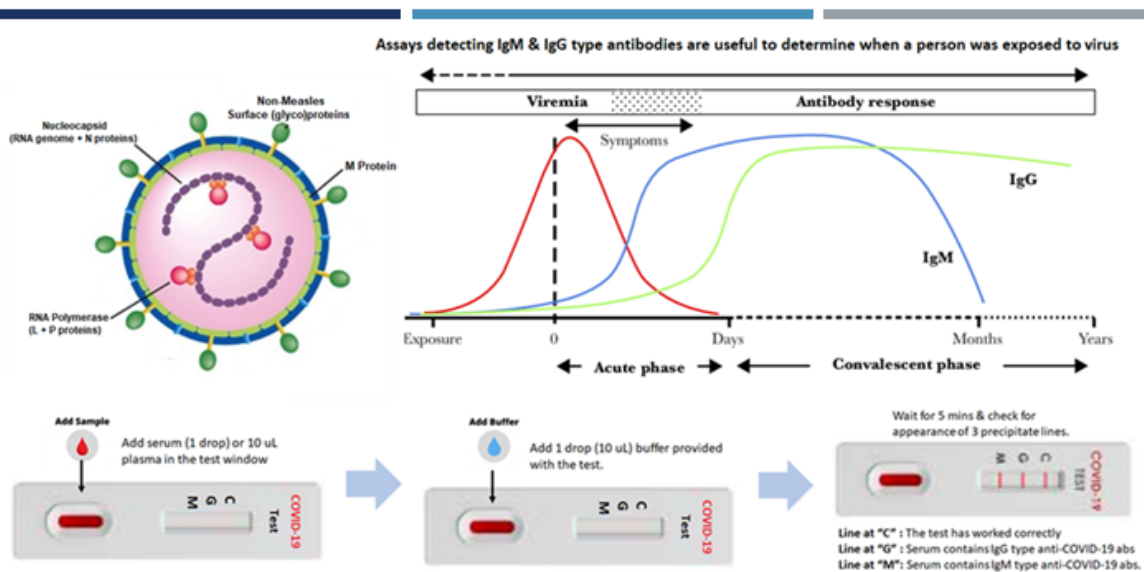 Assays detecting IgM & IgG type antibodies are useful to determine when a person was exposed to virus
Non-Measles
Surface (glyco)proteins
Nucleocapsid
(RNA genome + N proteins)
M Protein
RNA Polymerase
(L + P proteins)
Viremia
Antibody response
Symptoms
IgG
IgM
Exposure
0
Days
Months
Years
Acute phase
Convalescent phase
Add Sample
Add serum (1 drop) or 10 uL
plasma in the test window
C
G
M
Test
COVID-19
Add Buffer
Add 1 drop (10 uL) buffer provided
with the test.
C
G
M
Test
COVID-19
Wait for 5 mins & check for
appearance of 3 precipitate lines.
M
G
C
TEST
COVID-19
Line at "C" : The test has worked correctly
Line at "G" : Serum contains IgG type anti-COVID-19 abs
Line at "M": Serum contains IgM type anti-COVID-19 abs.